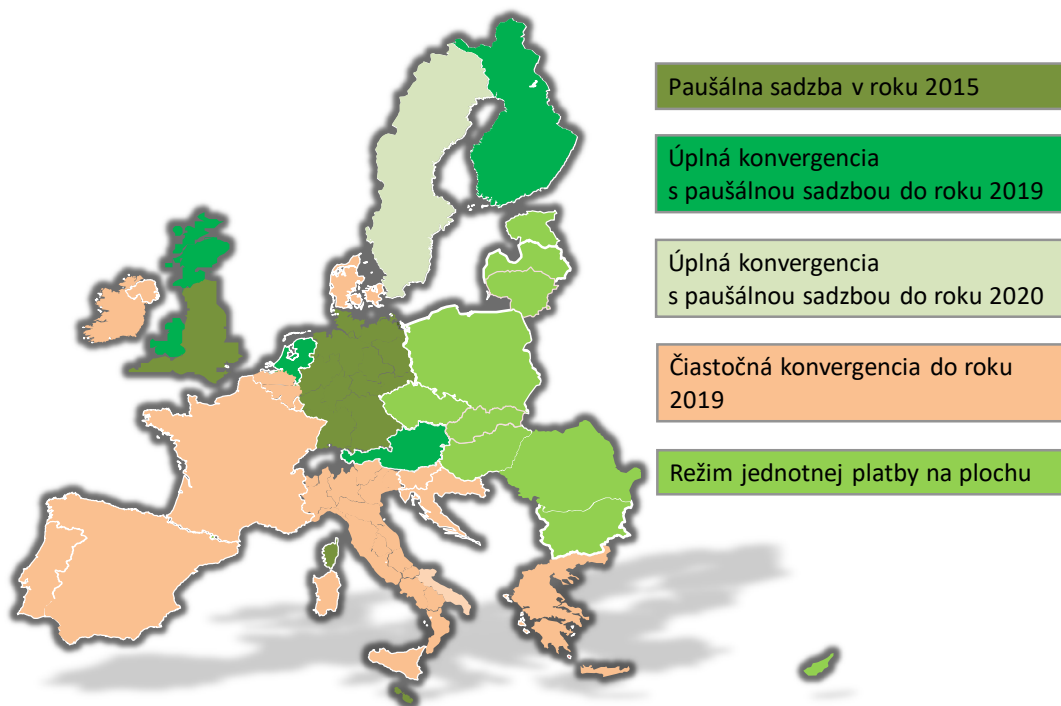 Paušálna sadzba v roku 2015
Úplná konvergencia
s paušálnou sadzbou do roku 2019
Úplná konvergencia
s paušálnou sadzbou do roku 2020
Čiastočná konvergencia do roku
2019
Režim jednotnej platby na plochu